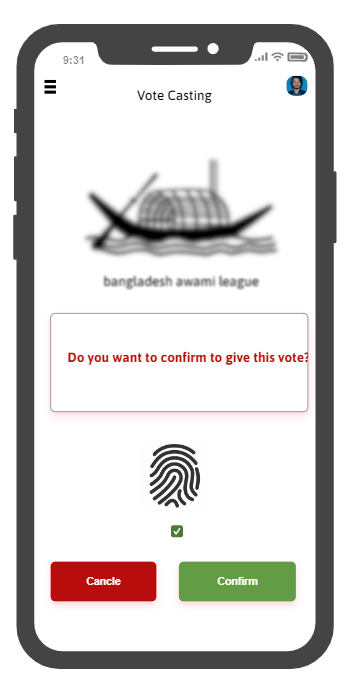 9:31
Vote Casting
bangladesh awami league
Do you want to confirm to give this vote?
Cancle
Confirm